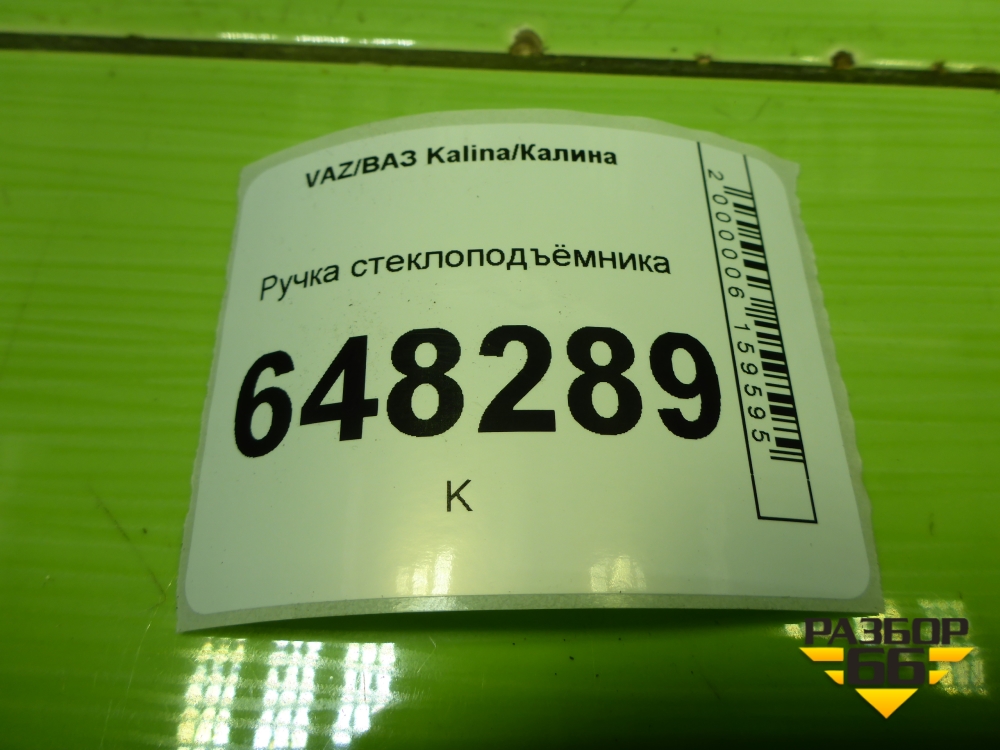 VAZ/ВАЗ Kalina/Калина
Ручка стеклоподъёмника
648289
К
2000006159595
РАЗБОР
66